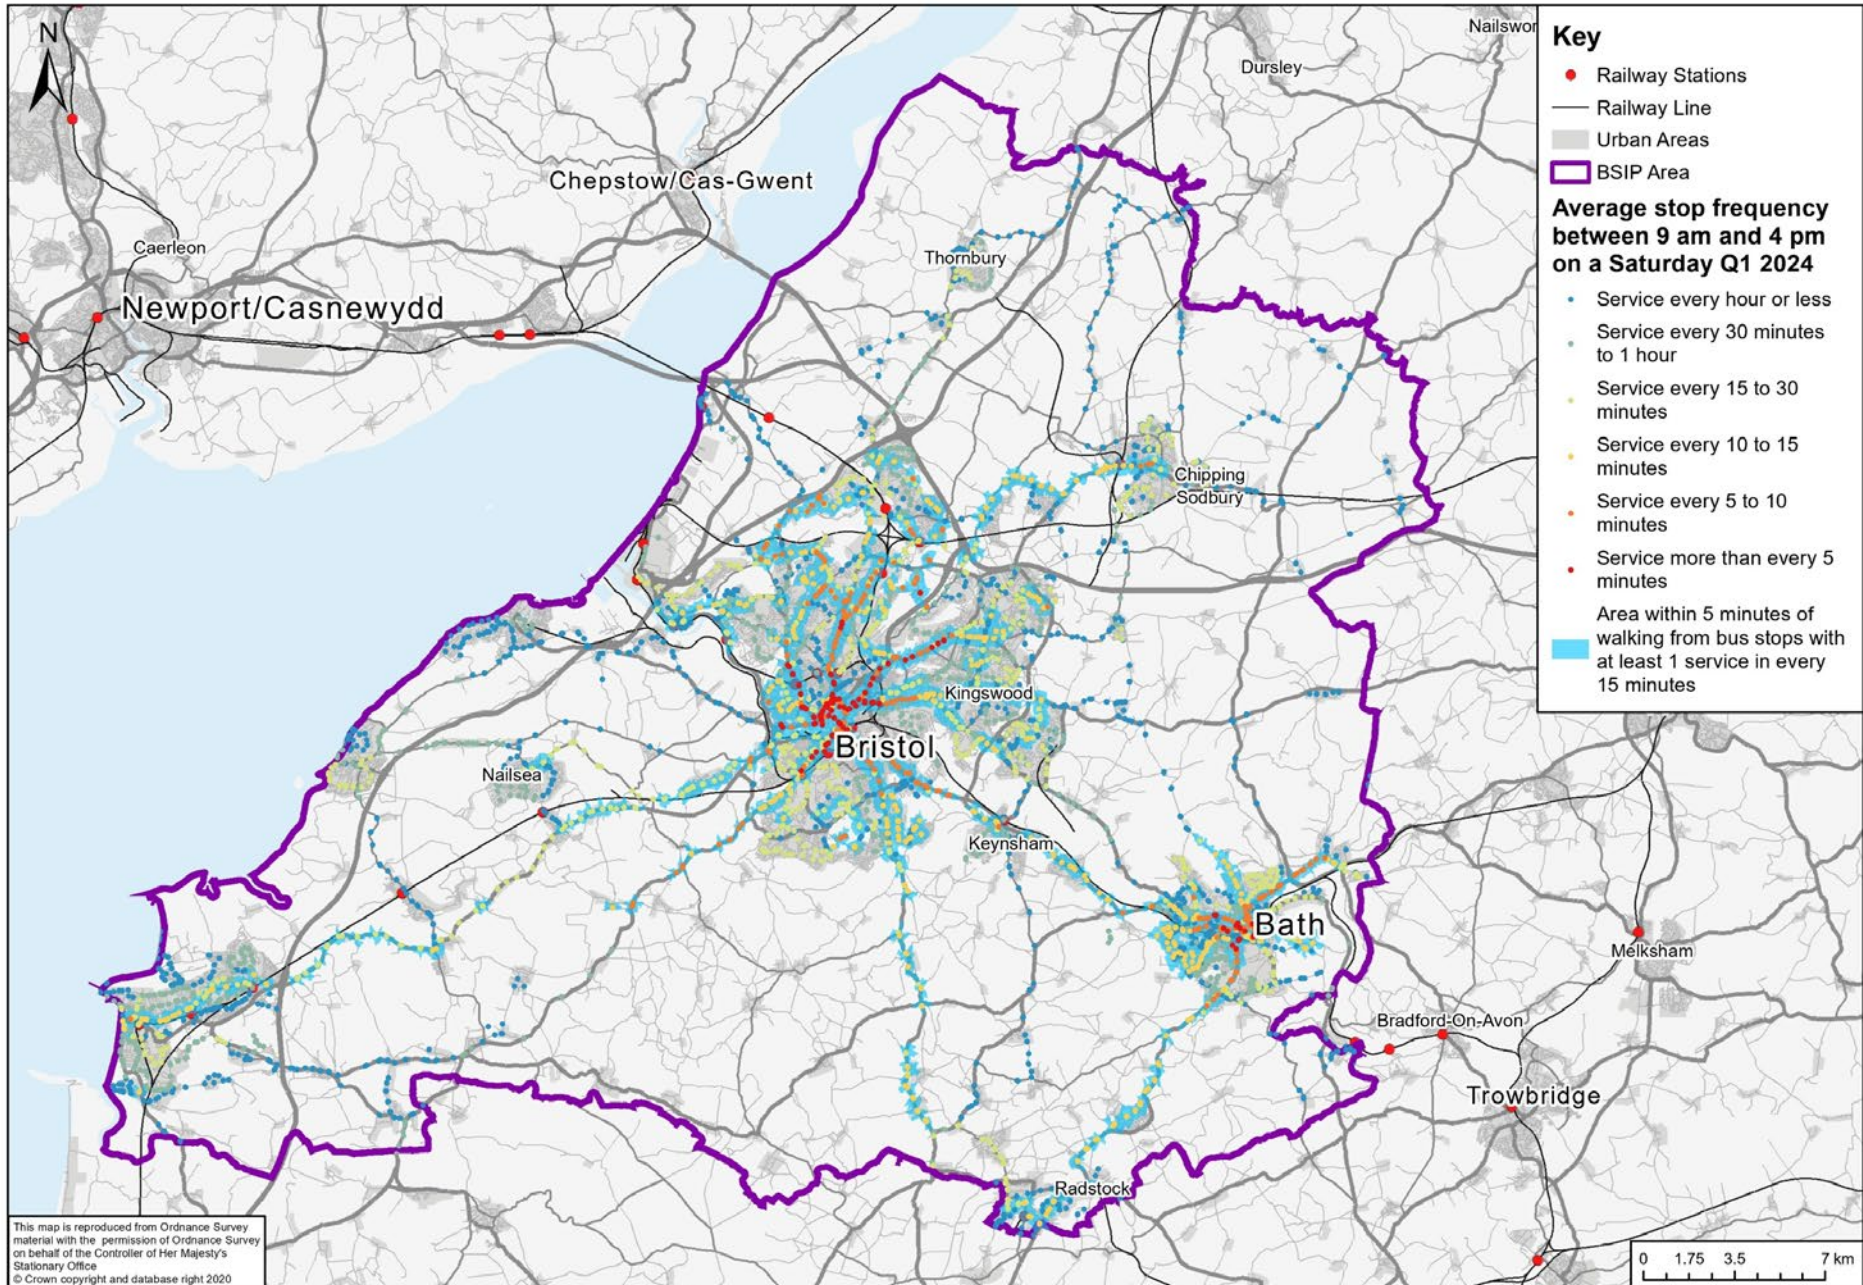 N
Nailswor
Dursley
Chepstow/Cas-Gwent
Caerleon
Newport/Casnewydd
Thornbury
Chipping
Sodbury
Kingswood
Bristol
Nailsea
Keynsham
Bath
Melksham
Bradford-On-Avon
Trowbridge
Radstock
Key
Railway Stations
Railway Line
Urban Areas
BSIP Area
Average stop frequency
between 9 am and 4 pm
on a Saturday Q1 2024
Service every hour or less
Service every 30 minutes
to 1 hour
Service every 15 to 30
minutes
Service every 10 to 15
minutes
Service every 5 to 10
minutes
Service more than every 5
minutes
Area within 5 minutes of
walking from bus stops with
at least 1 service in every
15 minutes
This map is reproduced from Ordnance Survey
material with the permission of Ordnance Survey
on behalf of the Controller of Her Majesty's
Stationary Office
© Crown copyright and database right 2020
0 1.75 3.5 7 km